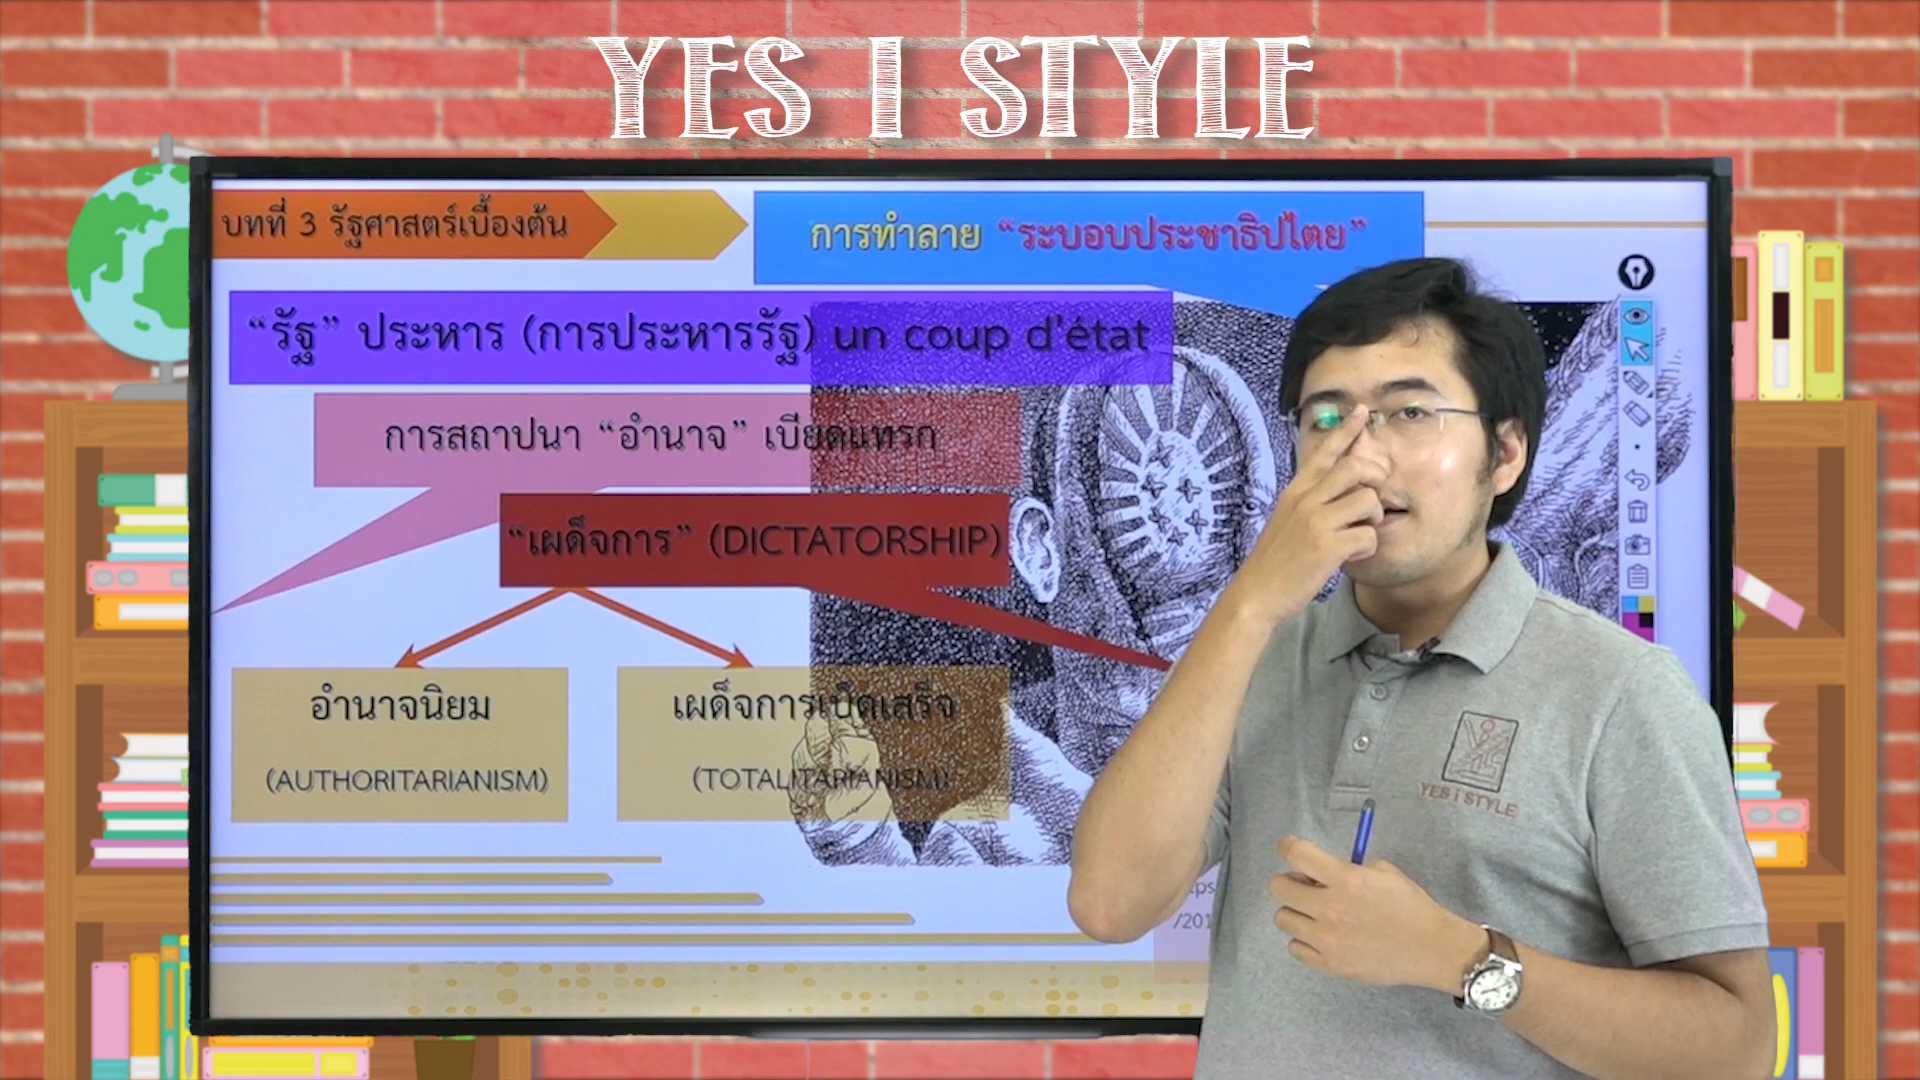 YES I STYLE
บทที่ 3 รัฐศาสตร์เบื้องต้น
การทำลาย “ระบอบประชาธิปไตย”
“รัฐ” ประหาร (การประหารรัฐ) un coup d'état
การสถาปนา “อำนาจ” เบียดแทรก
“เผด็จการ” (DICTATORSHIP)
อำนาจนิยม
(AUTHORITARIANISM)
เผด็จการเบ็ดเสร็จ
(TOTALITARIANISM)
YES I STYLE
/201